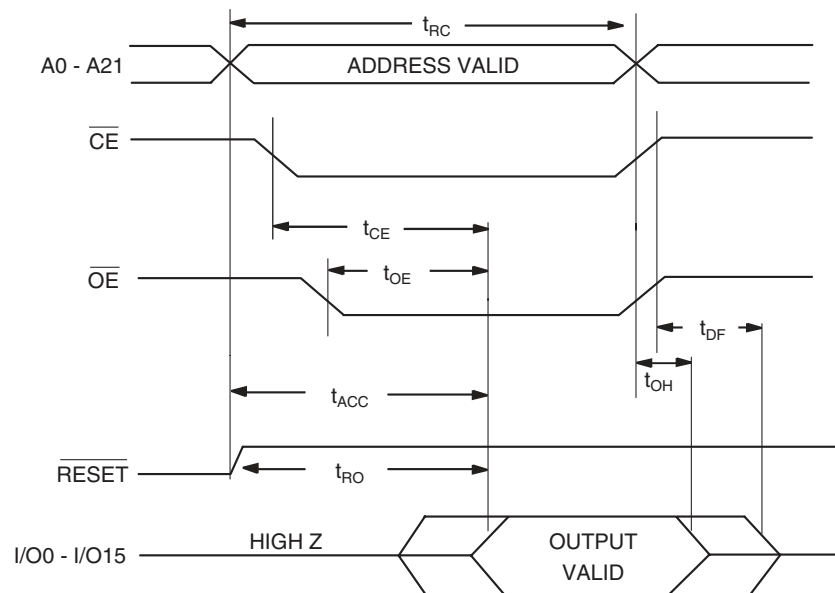 tRC
A0 - A21
ADDRESS VALID
CE
tCE
OE
tOE
tDF
tOH
tACC
RESET
tRO
I/O0 - I/O15
HIGH Z
OUTPUT
VALID